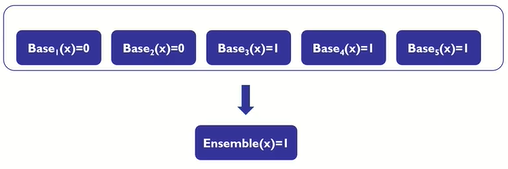 Base₁(x)=0 Base₂(x)=0 Base₃(x)=1 Base₄(x)=1 Base₅(x)=1
Ensemble(x)=1